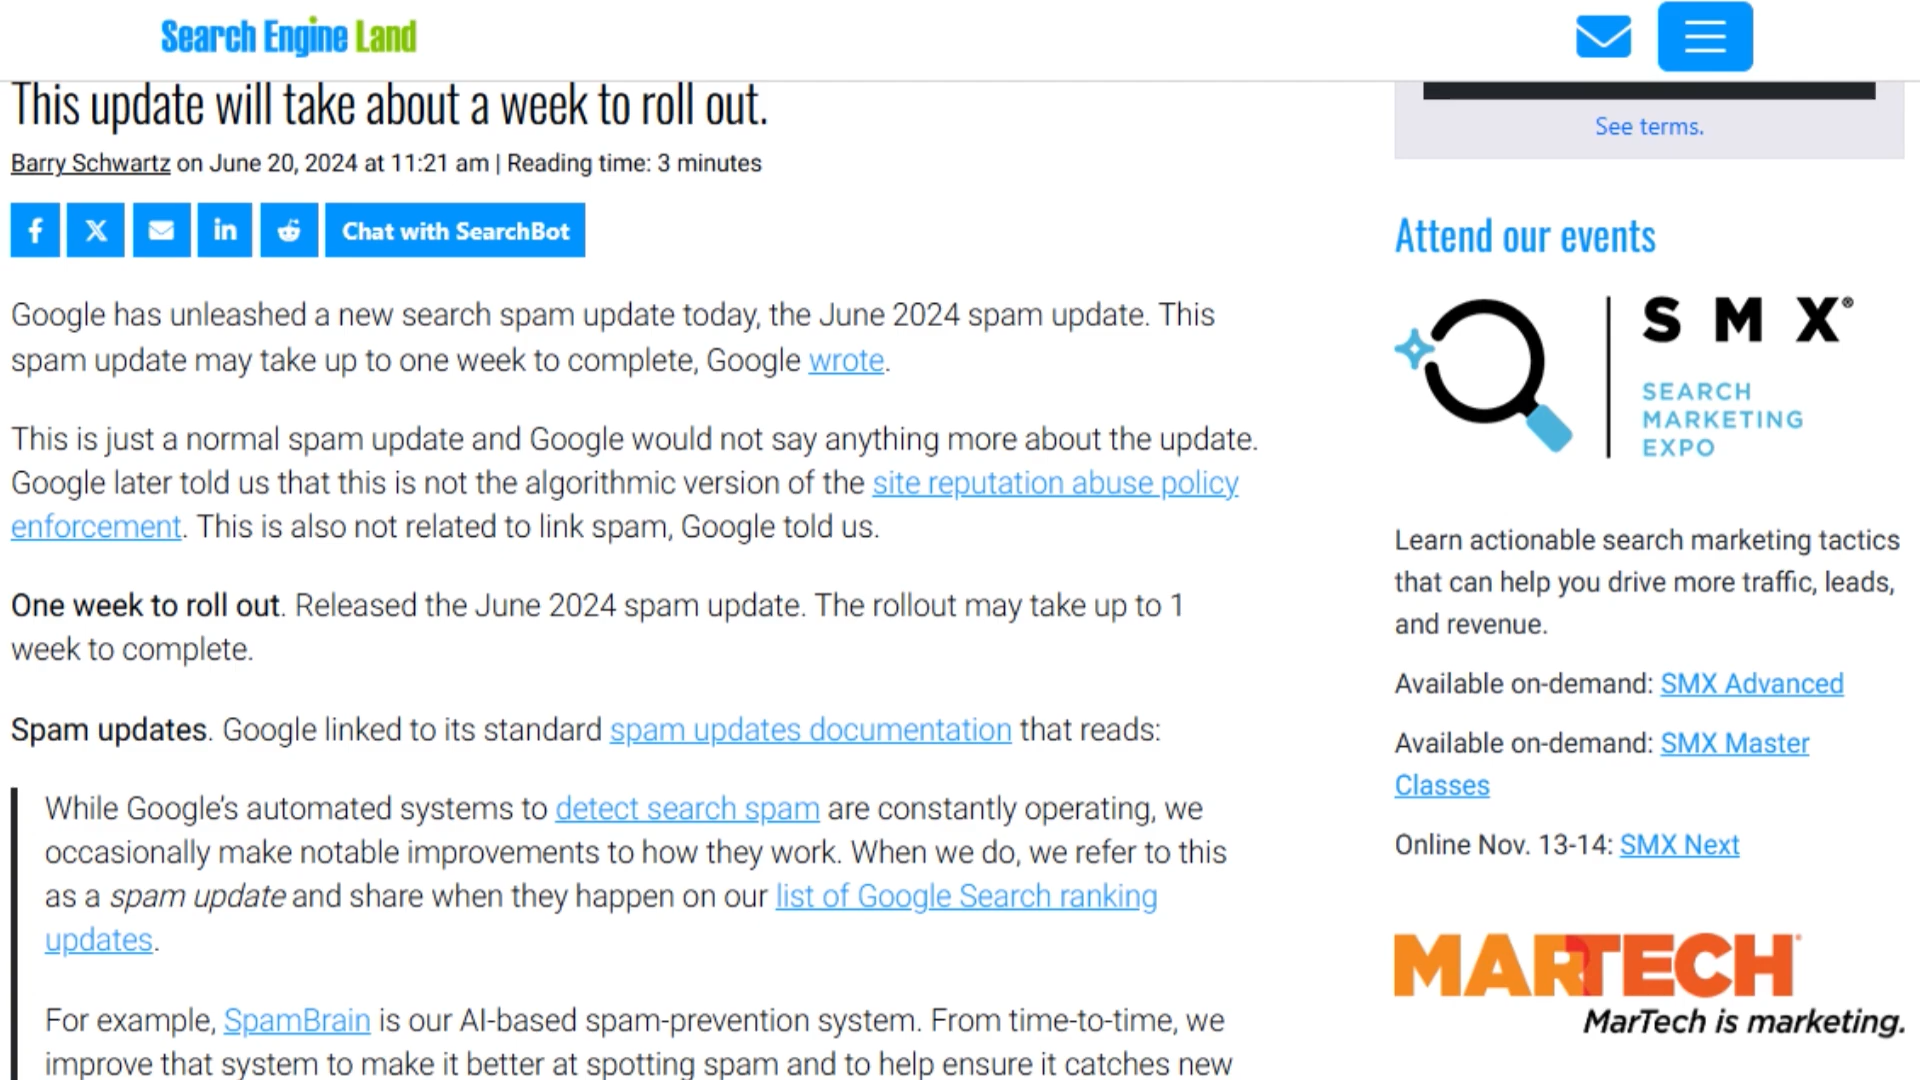 Search Engine Land
This update will take about a week to roll out.
Barry Schwartz on June 20, 2024 at 11:21 am | Reading time: 3 minutes
Chat with SearchBot
Google has unleashed a new search spam update today, the June 2024 spam update. This
spam update may take up to one week to complete, Google wrote.
This is just a normal spam update and Google would not say anything more about the update.
Google later told us that this is not the algorithmic version of the site reputation abuse policy
enforcement. This is also not related to link spam, Google told us.
One week to roll out. Released the June 2024 spam update. The rollout may take up to 1
week to complete.
Spam updates. Google linked to its standard spam updates documentation that reads:
While Google’s automated systems to detect search spam are constantly operating, we
occasionally make notable improvements to how they work. When we do, we refer to this
as a spam update and share when they happen on our list of Google Search ranking
updates.
For example, SpamBrain is our AI-based spam-prevention system. From time-to-time, we
improve that system to make it better at spotting spam and to help ensure it catches new
See terms.
Attend our events
SMX®
SEARCH
MARKETING
EXPO
Learn actionable search marketing tactics
that can help you drive more traffic, leads,
and revenue.
Available on-demand: SMX Advanced
Available on-demand: SMX Master
Classes
Online Nov. 13-14: SMX Next
MARTECH
MarTech is marketing.